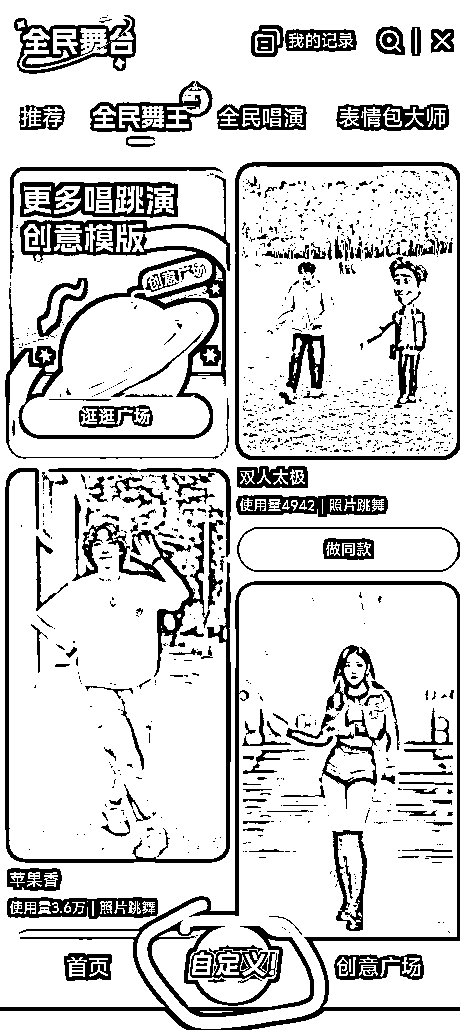 全民舞台
我的记录
推荐 全民舞王 全民唱演 表情包大师
更多唱跳演
创意模版
创意广场
逛逛广场
双人太极
使用量4942 | 照片跳舞
做同款
苹果香
使用量3.6万 | 照片跳舞
首页 自定义! 创意广场